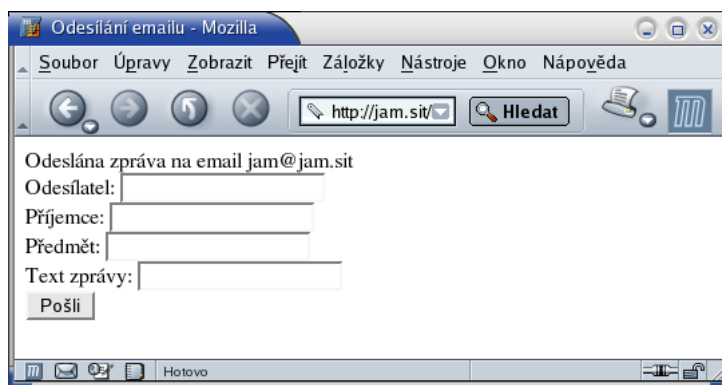 Odesílání emailu - Mozilla
Soubor Úpravy Zobrazit Přejít Záložky Nástroje Okno Nápověda
http://jam.sit/ Hledat
Odeslána zpráva na email jam@jam.sit
Odesílatel:
Příjemce:
Předmět:
Text zprávy:
Pošli
Hotovo